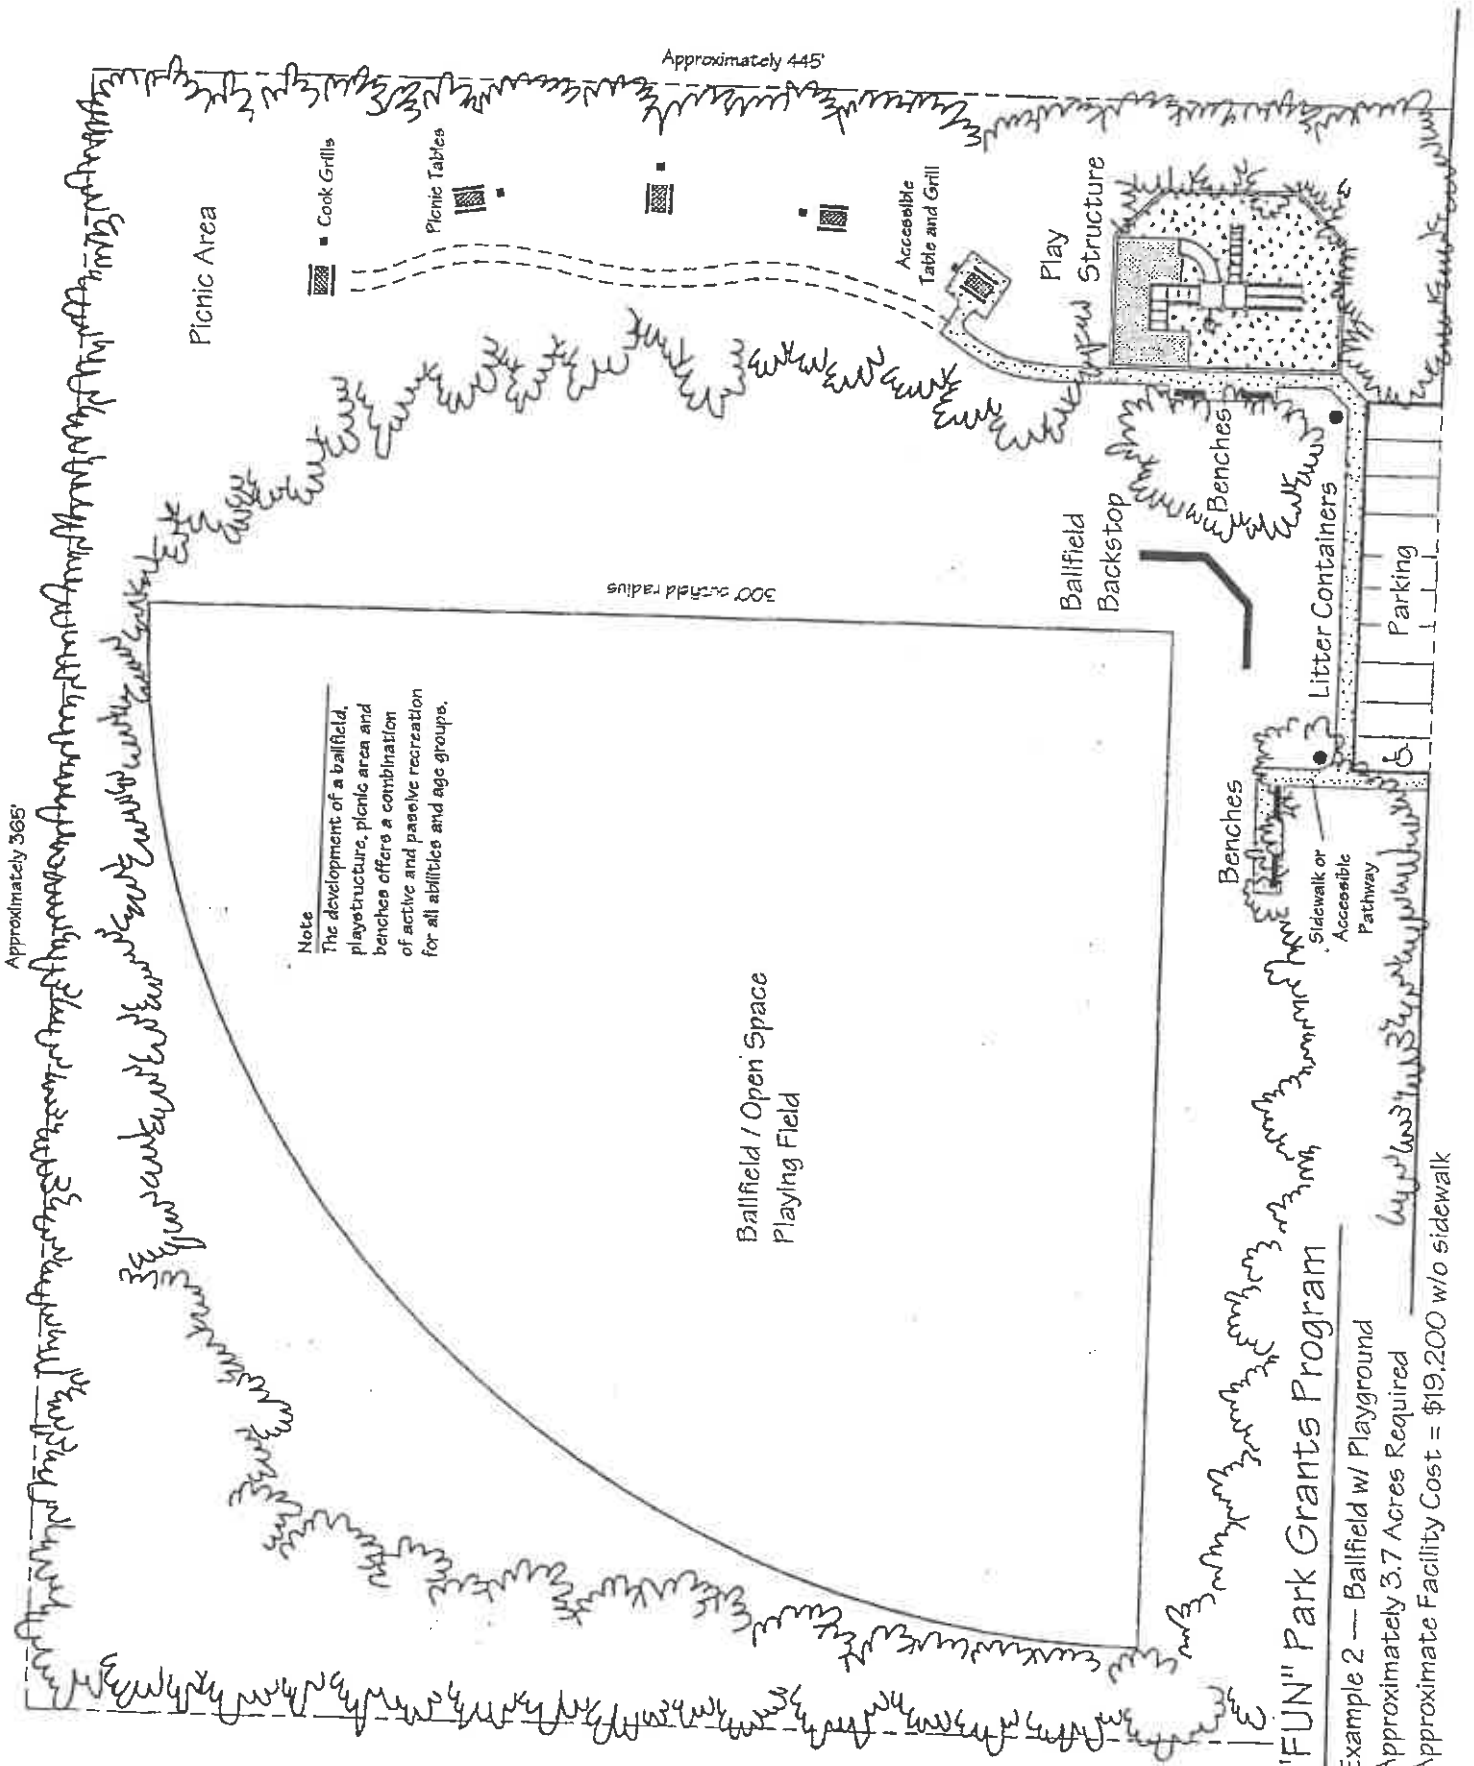 Approximately 365'
Approximately 445'
Picnic Area
Cook Grills
Picnic Tables
Accessible
Table and Grill
Play
Structure
300' outfield radius
Note
The development of a ballfield,
playstructure, picnic area and
benches offers a combination
of active and passive recreation
for all abilities and age groups.
Ballfield / Open Space
Playing Field
Ballfield
Backstop
Benches
Litter Containers
Parking
Benches
Sidewalk or
Accessible
Pathway
"FUN" Park Grants Program
Example 2 — Ballfield w/ Playground
Approximately 3.7 Acres Required
Approximate Facility Cost = $19,200 w/o sidewalk